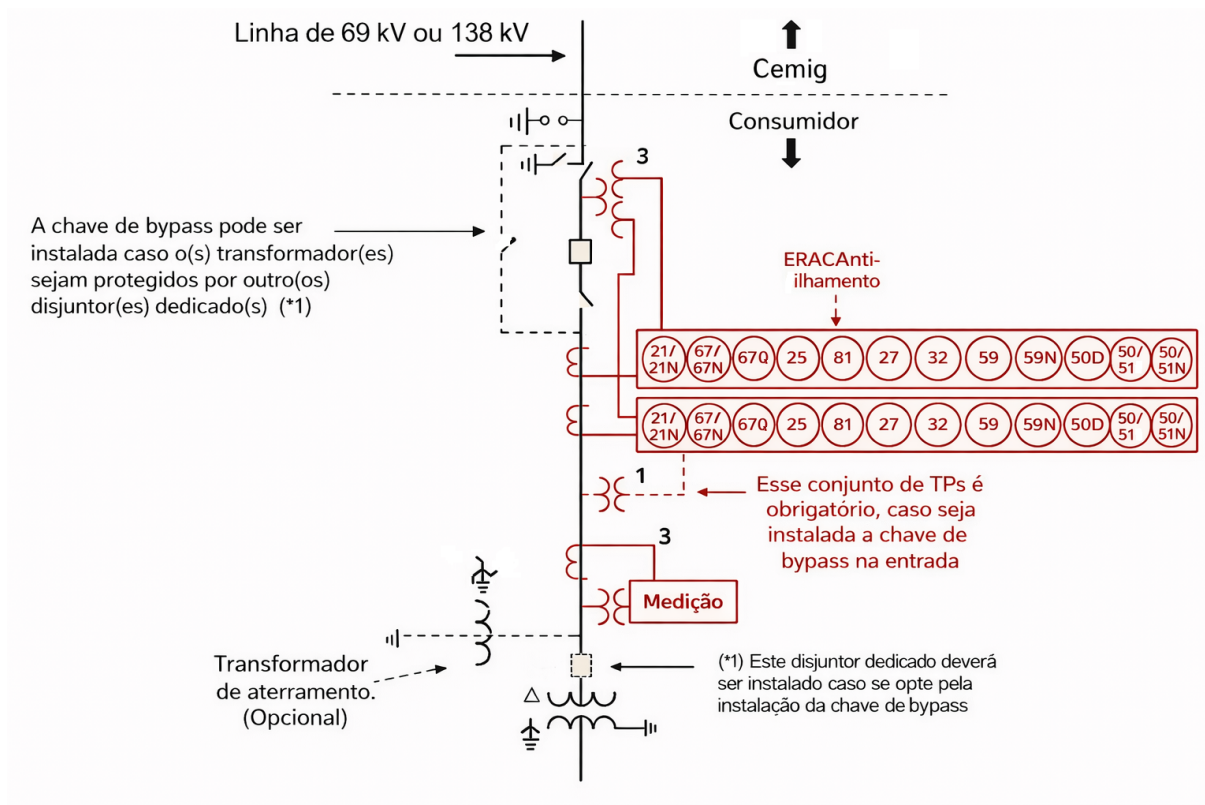 Linha de 69 kV ou 138 kV
Cemig
Consumidor
3
A chave de bypass pode ser
instalada caso o(s) transformador(es)
sejam protegidos por outro(os)
disjuntor(es) dedicado(s) (*1)
ERACAnti-
ilhamento
21/
21N
67/
67N
67Q
25
81
27
32
59
59N
50D
50/
51
50/
51N
21/
21N
67/
67N
67Q
25
81
27
32
59
59N
50D
50/
51
50/
51N
1
Esse conjunto de TPs é
obrigatório, caso seja
instalada a chave de
bypass na entrada
3
Medição
Transformador
de aterramento.
(Opcional)
(*1) Este disjuntor dedicado deverá
ser instalado caso se opte pela
instalação da chave de bypass